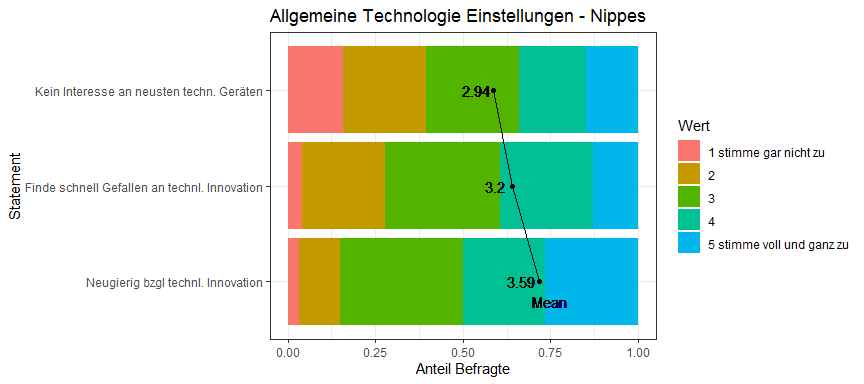 Allgemeine Technologie Einstellungen - Nippes
Statement
Kein Interesse an neusten techn. Geräten
Finde schnell Gefallen an technl. Innovation
Neugierig bzgl technl. Innovation
2.94
3.2
3.59
Mean
0.00
0.25
0.50
0.75
1.00
Anteil Befragte
Wert
1 stimme gar nicht zu
2
3
4
5 stimme voll und ganz zu